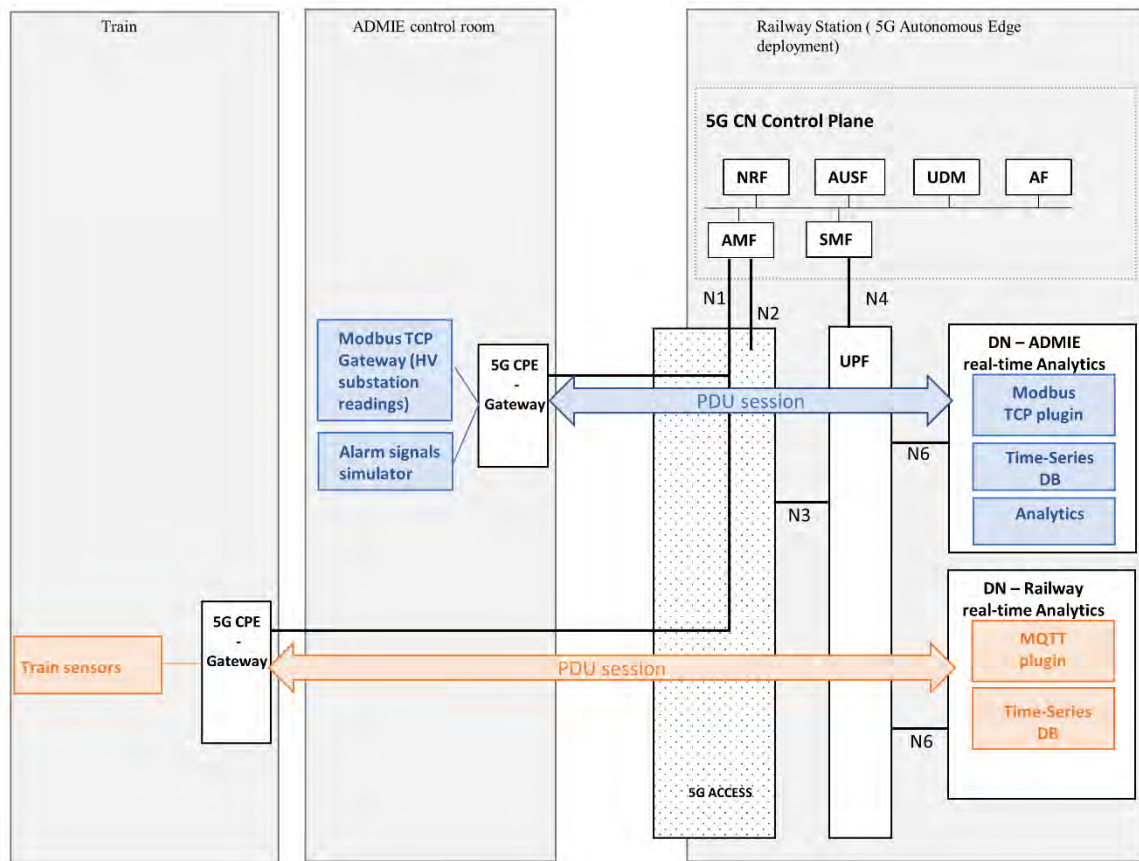 Train
ADMIE control room
Railway Station ( 5G Autonomous Edge
deployment)
5G CN Control Plane
NRF
AUSF
UDM
AF
AMF
SMF
N1
N2
N4
Modbus TCP
Gateway (HV
substation
readings)
Alarm signals
simulator
5G CPE
-
Gateway
PDU session
UPF
DN – ADMIE
real-time Analytics
Modbus
TCP plugin
Time-Series
DB
Analytics
N6
N3
Train sensors
5G CPE
-
Gateway
PDU session
DN – Railway
real-time Analytics
MQTT
plugin
Time-Series
DB
N6
5G ACCESS